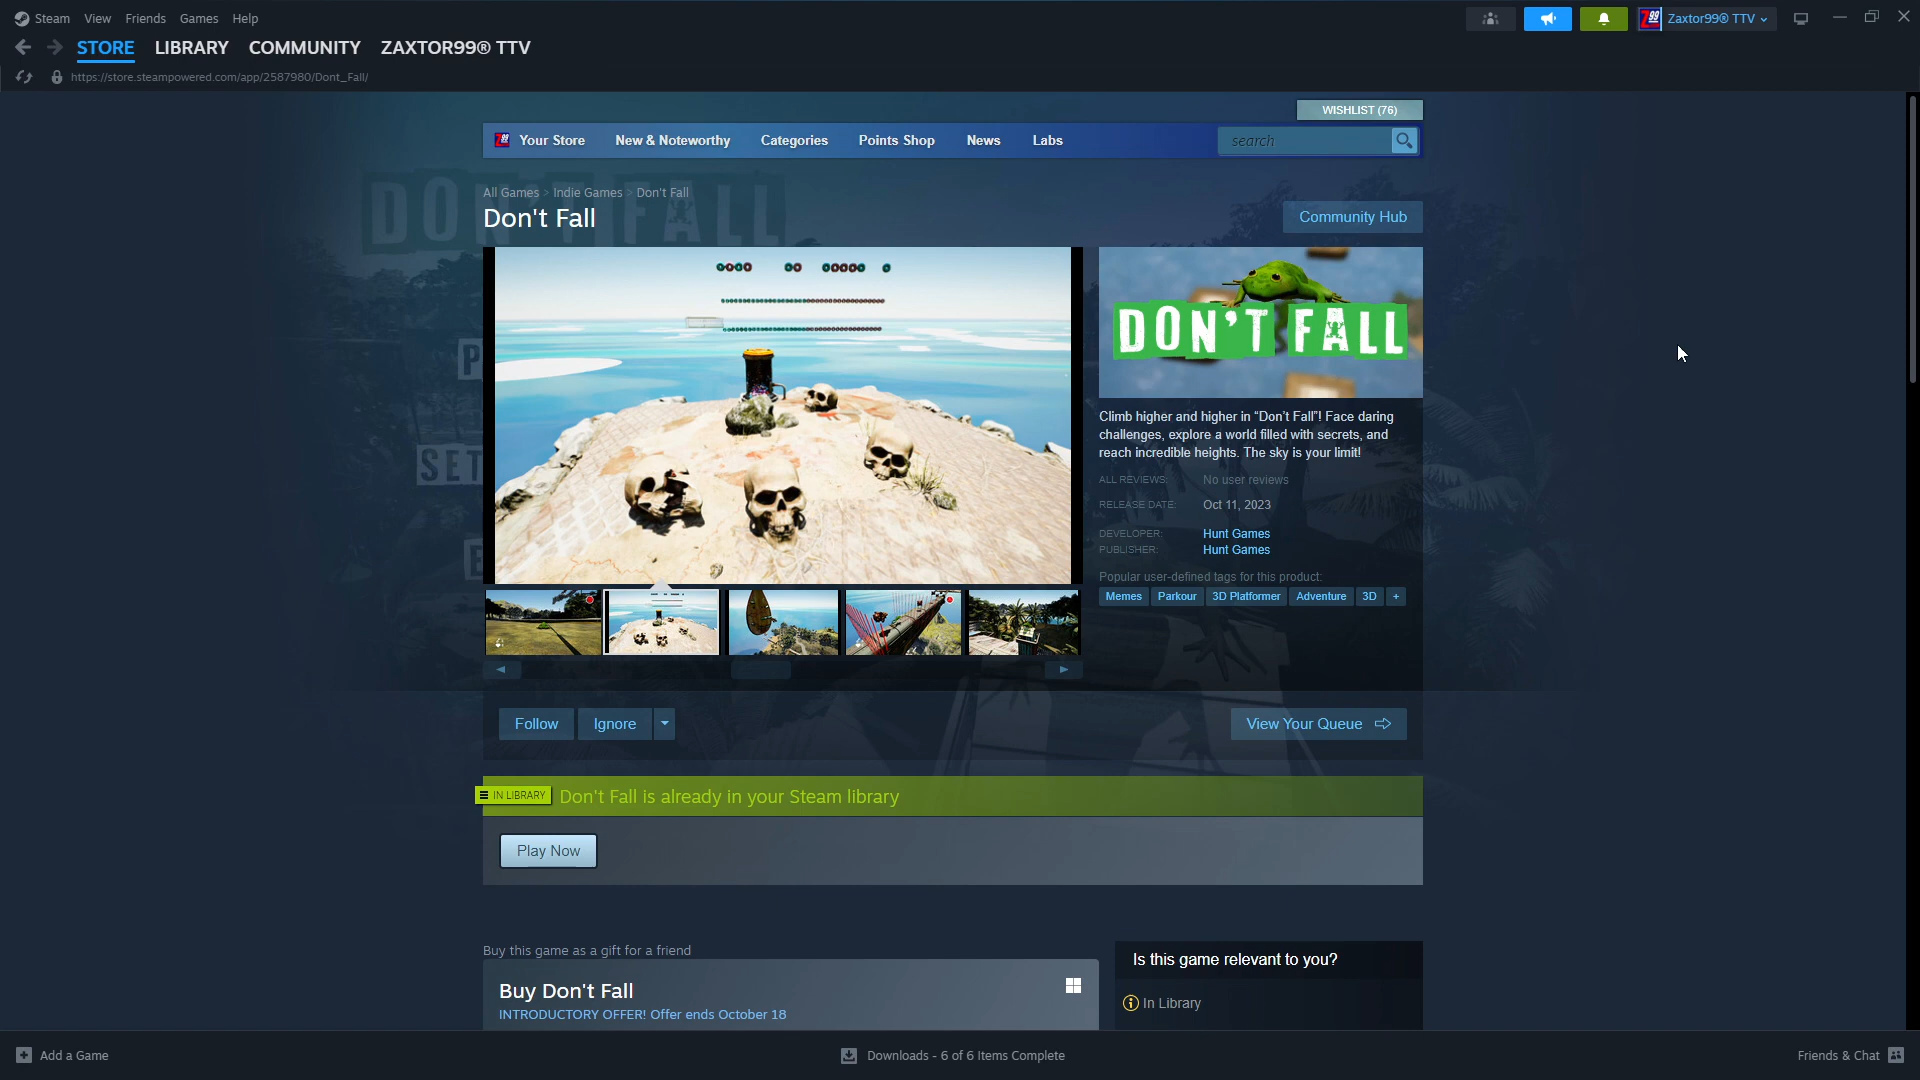 Steam View Friends Games Help
Zaxtor99® TTV
STORE LIBRARY COMMUNITY ZAXTOR99® TTV
https://store.steampowered.com/app/2587980/Dont_Fall/
WISHLIST (76)
Your Store New & Noteworthy Categories Points Shop News Labs
search
All Games > Indie Games > Don't Fall
Don't Fall
Community Hub
DON'T FALL
DON'T FALL
Climb higher and higher in “Don’t Fall”! Face daring
challenges, explore a world filled with secrets, and
reach incredible heights. The sky is your limit!
ALL REVIEWS: No user reviews
RELEASE DATE: Oct 11, 2023
DEVELOPER: Hunt Games
PUBLISHER: Hunt Games
Popular user-defined tags for this product:
Memes Parkour 3D Platformer Adventure 3D +
SET
Follow Ignore
View Your Queue
IN LIBRARY Don't Fall is already in your Steam library
Play Now
Buy this game as a gift for a friend
Buy Don't Fall
INTRODUCTORY OFFER! Offer ends October 18
Is this game relevant to you?
In Library
Add a Game
Downloads - 6 of 6 Items Complete
Friends & Chat